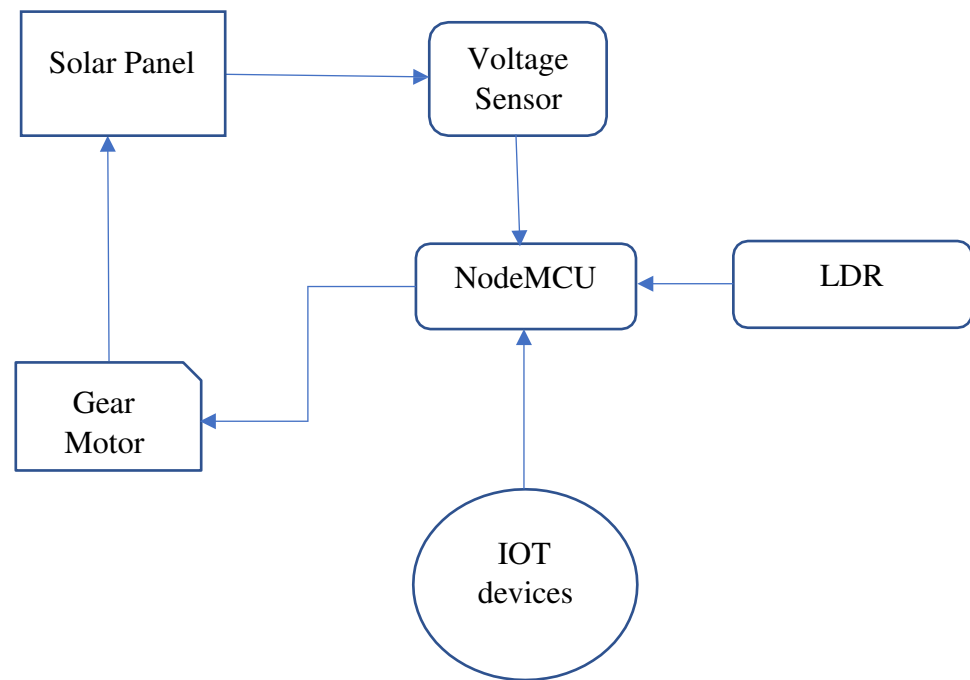 Solar Panel
Voltage
Sensor
NodeMCU
LDR
Gear
Motor
IOT
devices